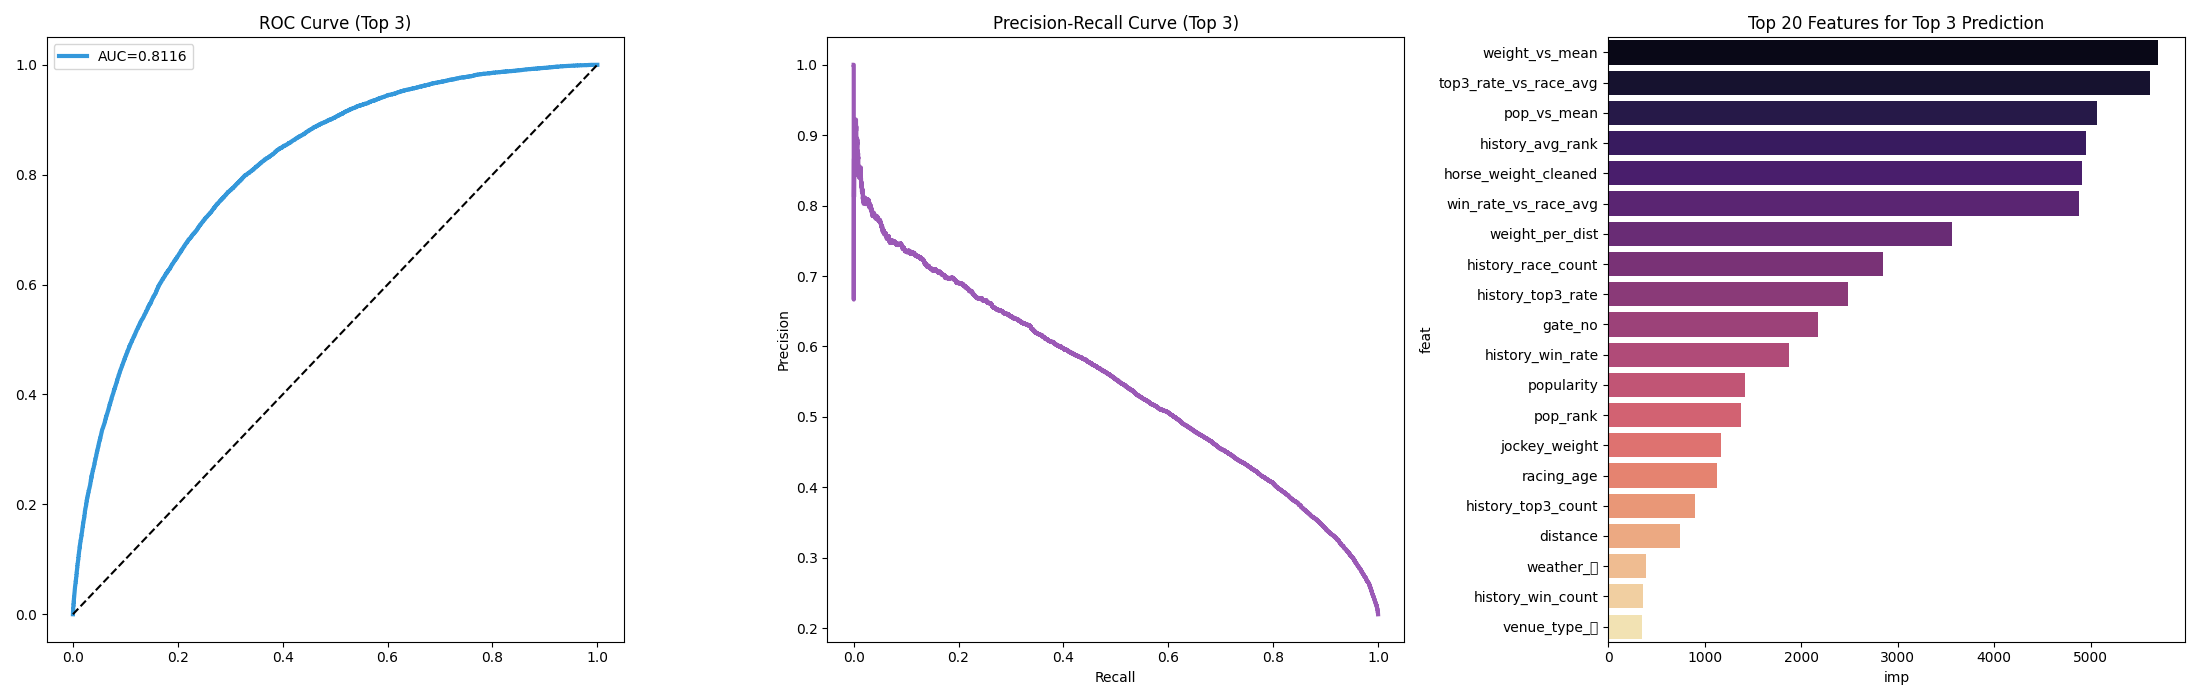 ROC Curve (Top 3)
AUC=0.8116
1.0
0.8
0.6
0.4
0.2
0.0
0.0 0.2 0.4 0.6 0.8 1.0
Precision-Recall Curve (Top 3)
Precision
1.0
0.9
0.8
0.7
0.6
0.5
0.4
0.3
0.2
0.0 0.2 0.4 0.6 0.8 1.0
Recall
Top 20 Features for Top 3 Prediction
feat
weight_vs_mean
top3_rate_vs_race_avg
pop_vs_mean
history_avg_rank
horse_weight_cleaned
win_rate_vs_race_avg
weight_per_dist
history_race_count
history_top3_rate
gate_no
history_win_rate
popularity
pop_rank
jockey_weight
racing_age
history_top3_count
distance
weather_
history_win_count
venue_type_
0 1000 2000 3000 4000 5000
imp